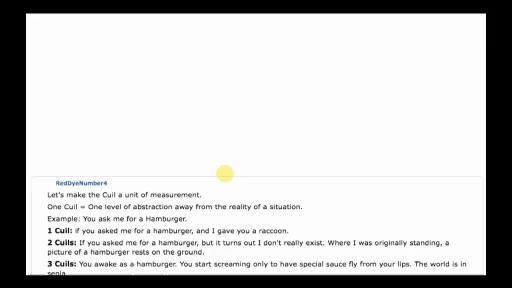 RedDyeNumber4
Let's make the Cuil a unit of measurement.
One Cuil = One level of abstraction away from the reality of a situation.
Example: You ask me for a Hamburger.
1 Cuil: if you asked me for a hamburger, and I gave you a raccoon.
2 Cuils: If you asked me for a hamburger, but it turns out I don't really exist. Where I was originally standing, a
picture of a hamburger rests on the ground.
3 Cuils: You awake as a hamburger. You start screaming only to have special sauce fly from your lips. The world is in
sepia